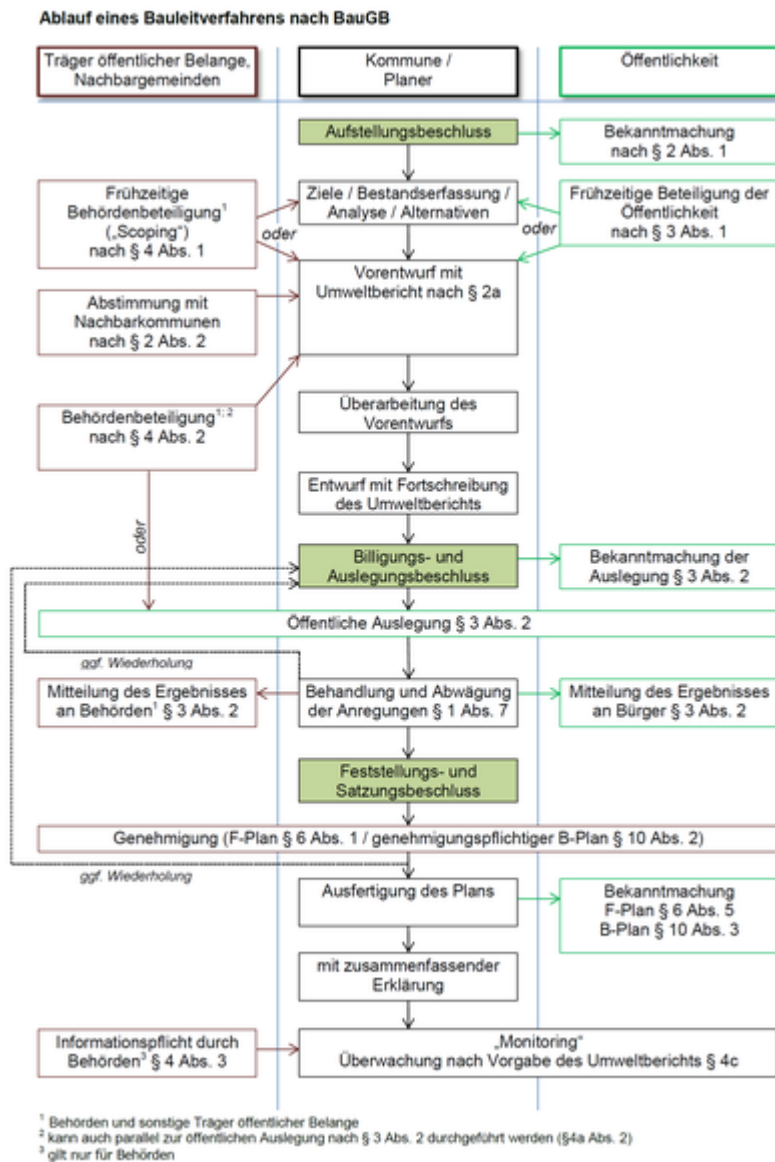 Ablauf eines Bauleitverfahrens nach BauGB
Träger öffentlicher Belange,
Nachbargemeinden
Kommune /
Planer
Öffentlichkeit
Aufstellungsbeschluss
Bekanntmachung
nach § 2 Abs. 1
Frühzeitige
Behördenbeteiligung¹
(„Scoping“)
nach § 4 Abs. 1
oder
Ziele / Bestandserfassung /
Analyse / Alternativen
oder
Frühzeitige Beteiligung der
Öffentlichkeit
nach § 3 Abs. 1
Abstimmung mit
Nachbarkommunen
nach § 2 Abs. 2
Vorentwurf mit
Umweltbericht nach § 2a
Behördenbeteiligung¹˒ ²
nach § 4 Abs. 2
Überarbeitung des
Vorentwurfs
oder
Entwurf mit Fortschreibung
des Umweltberichts
Billigungs- und
Auslegungsbeschluss
Bekanntmachung der
Auslegung § 3 Abs. 2
Öffentliche Auslegung § 3 Abs. 2
ggf. Wiederholung
Mitteilung des Ergebnisses
an Behörden¹ § 3 Abs. 2
Behandlung und Abwägung
der Anregungen § 1 Abs. 7
Mitteilung des Ergebnisses
an Bürger § 3 Abs. 2
Feststellungs- und
Satzungsbeschluss
Genehmigung (F-Plan § 6 Abs. 1 / genehmigungspflichtiger B-Plan § 10 Abs. 2)
ggf. Wiederholung
Ausfertigung des Plans
Bekanntmachung
F-Plan § 6 Abs. 5
B-Plan § 10 Abs. 3
mit zusammenfassender
Erklärung
Informationspflicht durch
Behörden³ § 4 Abs. 3
„Monitoring“
Überwachung nach Vorgabe des Umweltberichts § 4c
¹ Behörden und sonstige Träger öffentlicher Belange
² kann auch parallel zur öffentlichen Auslegung nach § 3 Abs. 2 durchgeführt werden (§4a Abs. 2)
³ gilt nur für Behörden